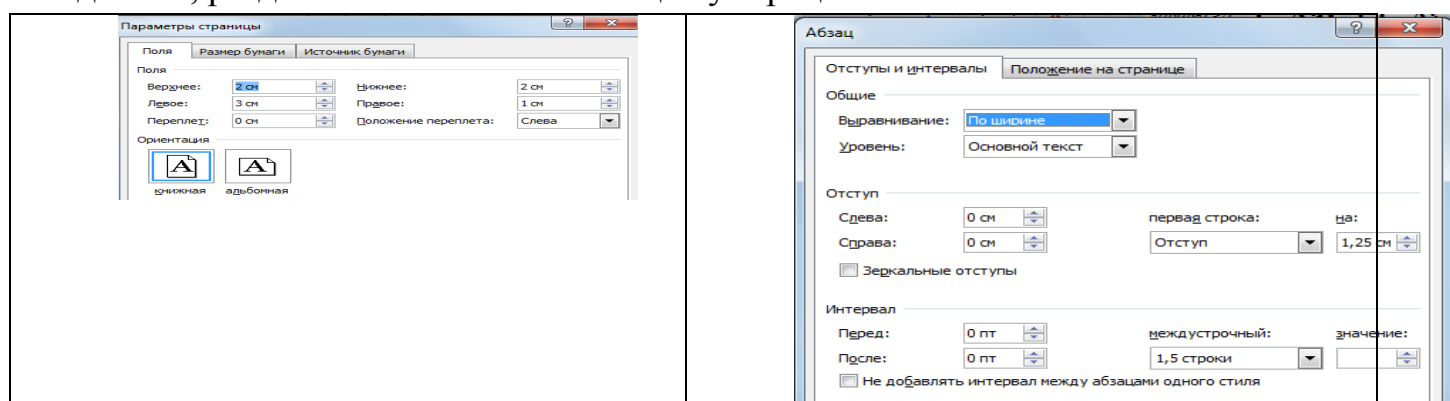 Параметры страницы
Поля Размер бумаги Источник бумаги
Поля
Верхнее: 2 см Нижнее: 2 см
Левое: 3 см Правое: 1 см
Переплет: 0 см Положение переплета: Слева
Ориентация
книжная альбомная
Абзац
Отступы и интервалы Положение на странице
Общие
Выравнивание: По ширине
Уровень: Основной текст
Отступ
Слева: 0 см первая строка: на:
Справа: 0 см Отступ 1,25 см
Зеркальные отступы
Интервал
Перед: 0 пт междустрочный: значение:
После: 0 пт 1,5 строки
Не добавлять интервал между абзацами одного стиля